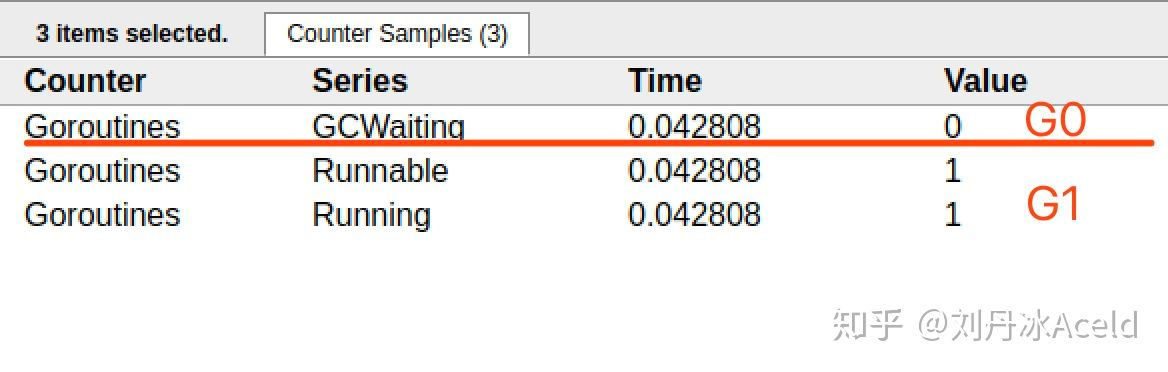 3 items selected. Counter Samples (3)
Counter Series Time Value
Goroutines GCWaiting 0.042808 0 G0
Goroutines Runnable 0.042808 1
Goroutines Running 0.042808 1 G1
知乎 @刘丹冰Aceld